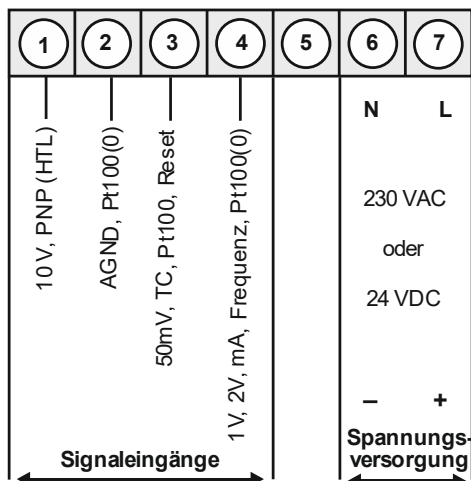 1 2 3 4 5 6 7
10 V, PNP (HTL)
AGND, Pt100(0)
50mV, TC, Pt100, Reset
1 V, 2V, mA, Frequenz, Pt100(0)
N L
230 VAC
oder
24 VDC
– +
Signaleingänge
Spannungs-
versorgung